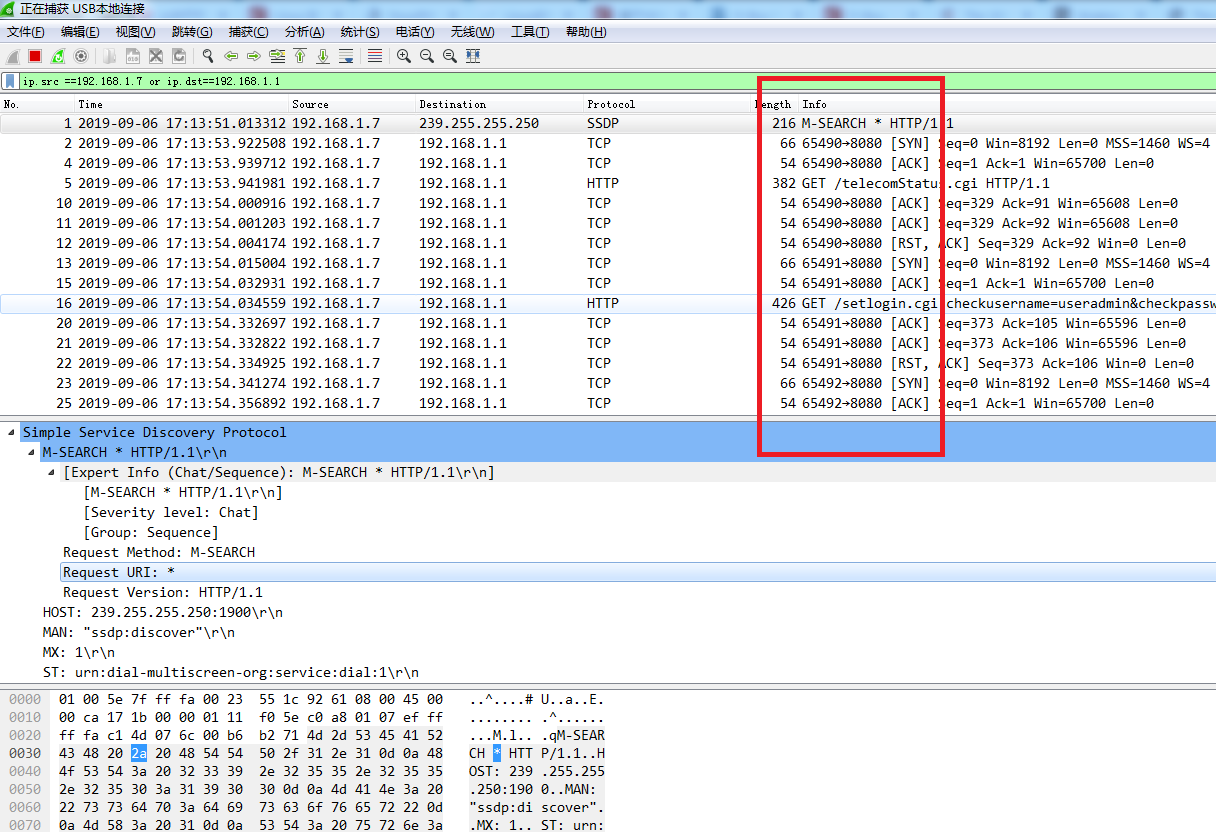 正在捕获 USB本地连接
文件(F) 编辑(E) 视图(V) 跳转(G) 捕获(C) 分析(A) 统计(S) 电话(Y) 无线(W) 工具(T) 帮助(H)
ip.src ==192.168.1.7 or ip.dst==192.168.1.1
No. Time Source Destination Protocol Length Info
1 2019-09-06 17:13:51.013312 192.168.1.7 239.255.255.250 SSDP 216 M-SEARCH * HTTP/1.1
2 2019-09-06 17:13:53.922508 192.168.1.7 192.168.1.1 TCP 66 65490→8080 [SYN] Seq=0 Win=8192 Len=0 MSS=1460 WS=4
4 2019-09-06 17:13:53.939712 192.168.1.7 192.168.1.1 TCP 54 65490→8080 [ACK] Seq=1 Ack=1 Win=65700 Len=0
5 2019-09-06 17:13:53.941981 192.168.1.7 192.168.1.1 HTTP 382 GET /telecomStatus.cgi HTTP/1.1
10 2019-09-06 17:13:54.000916 192.168.1.7 192.168.1.1 TCP 54 65490→8080 [ACK] Seq=329 Ack=91 Win=65608 Len=0
11 2019-09-06 17:13:54.001203 192.168.1.7 192.168.1.1 TCP 54 65490→8080 [ACK] Seq=329 Ack=92 Win=65608 Len=0
12 2019-09-06 17:13:54.004174 192.168.1.7 192.168.1.1 TCP 54 65490→8080 [RST, ACK] Seq=329 Ack=92 Win=0 Len=0
13 2019-09-06 17:13:54.015004 192.168.1.7 192.168.1.1 TCP 66 65491→8080 [SYN] Seq=0 Win=8192 Len=0 MSS=1460 WS=4
15 2019-09-06 17:13:54.032931 192.168.1.7 192.168.1.1 TCP 54 65491→8080 [ACK] Seq=1 Ack=1 Win=65700 Len=0
16 2019-09-06 17:13:54.034559 192.168.1.7 192.168.1.1 HTTP 426 GET /setlogin.cgi checkusername=useradmin&checkpassw
20 2019-09-06 17:13:54.332697 192.168.1.7 192.168.1.1 TCP 54 65491→8080 [ACK] Seq=373 Ack=105 Win=65596 Len=0
21 2019-09-06 17:13:54.332822 192.168.1.7 192.168.1.1 TCP 54 65491→8080 [ACK] Seq=373 Ack=106 Win=65596 Len=0
22 2019-09-06 17:13:54.334925 192.168.1.7 192.168.1.1 TCP 54 65491→8080 [RST, ACK] Seq=373 Ack=106 Win=0 Len=0
23 2019-09-06 17:13:54.341274 192.168.1.7 192.168.1.1 TCP 66 65492→8080 [SYN] Seq=0 Win=8192 Len=0 MSS=1460 WS=4
25 2019-09-06 17:13:54.356892 192.168.1.7 192.168.1.1 TCP 54 65492→8080 [ACK] Seq=1 Ack=1 Win=65700 Len=0
Simple Service Discovery Protocol
M-SEARCH * HTTP/1.1\r\n
[Expert Info (Chat/Sequence): M-SEARCH * HTTP/1.1\r\n]
[M-SEARCH * HTTP/1.1\r\n]
[Severity level: Chat]
[Group: Sequence]
Request Method: M-SEARCH
Request URI: *
Request Version: HTTP/1.1
HOST: 239.255.255.250:1900\r\n
MAN: "ssdp:discover"\r\n
MX: 1\r\n
ST: urn:dial-multiscreen-org:service:dial:1\r\n
0000 01 00 5e 7f ff fa 00 23 55 1c 92 61 08 00 45 00 ..^....# U..a..E.
0010 00 ca 17 1b 00 00 01 11 f0 5e c0 a8 01 07 ef ff ........ .^......
0020 ff fa c1 4d 07 6c 00 b6 b2 71 4d 2d 53 45 41 52 ...M.l.. .qM-SEAR
0030 43 48 20 2a 20 48 54 54 50 2f 31 2e 31 0d 0a 48 CH * HTT P/1.1..H
0040 4f 53 54 3a 20 32 33 39 2e 32 35 35 2e 32 35 35 OST: 239 .255.255
0050 2e 32 35 30 3a 31 39 30 30 0d 0a 4d 41 4e 3a 20 .250:190 0..MAN:
0060 22 73 73 64 70 3a 64 69 73 63 6f 76 65 72 22 0d "ssdp:di scover".
0070 0a 4d 58 3a 20 31 0d 0a 53 54 3a 20 75 72 6e 3a .MX: 1.. ST: urn: